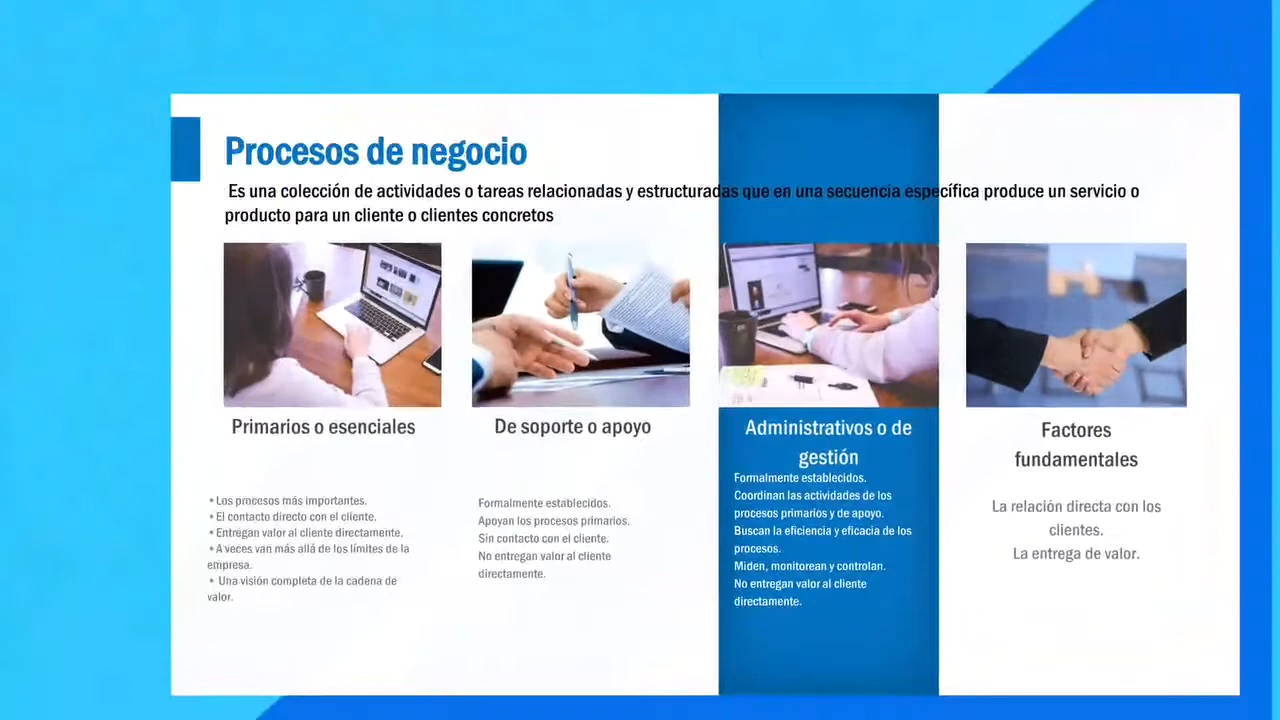 Procesos de negocio
Es una colección de actividades o tareas relacionadas y estructuradas que en una secuencia específica produce un servicio o
producto para un cliente o clientes concretos
Primarios o esenciales
• Los procesos más importantes.
• El contacto directo con el cliente.
• Entregan valor al cliente directamente.
• A veces van más allá de los límites de la
empresa.
• Una visión completa de la cadena de
valor.
De soporte o apoyo
Formalmente establecidos.
Apoyan los procesos primarios.
Sin contacto con el cliente.
No entregan valor al cliente
directamente.
Administrativos o de
gestión
Formalmente establecidos.
Coordinan las actividades de los
procesos primarios y de apoyo.
Buscan la eficiencia y eficacia de los
procesos.
Miden, monitorean y controlan.
No entregan valor al cliente
directamente.
Factores
fundamentales
La relación directa con los
clientes.
La entrega de valor.